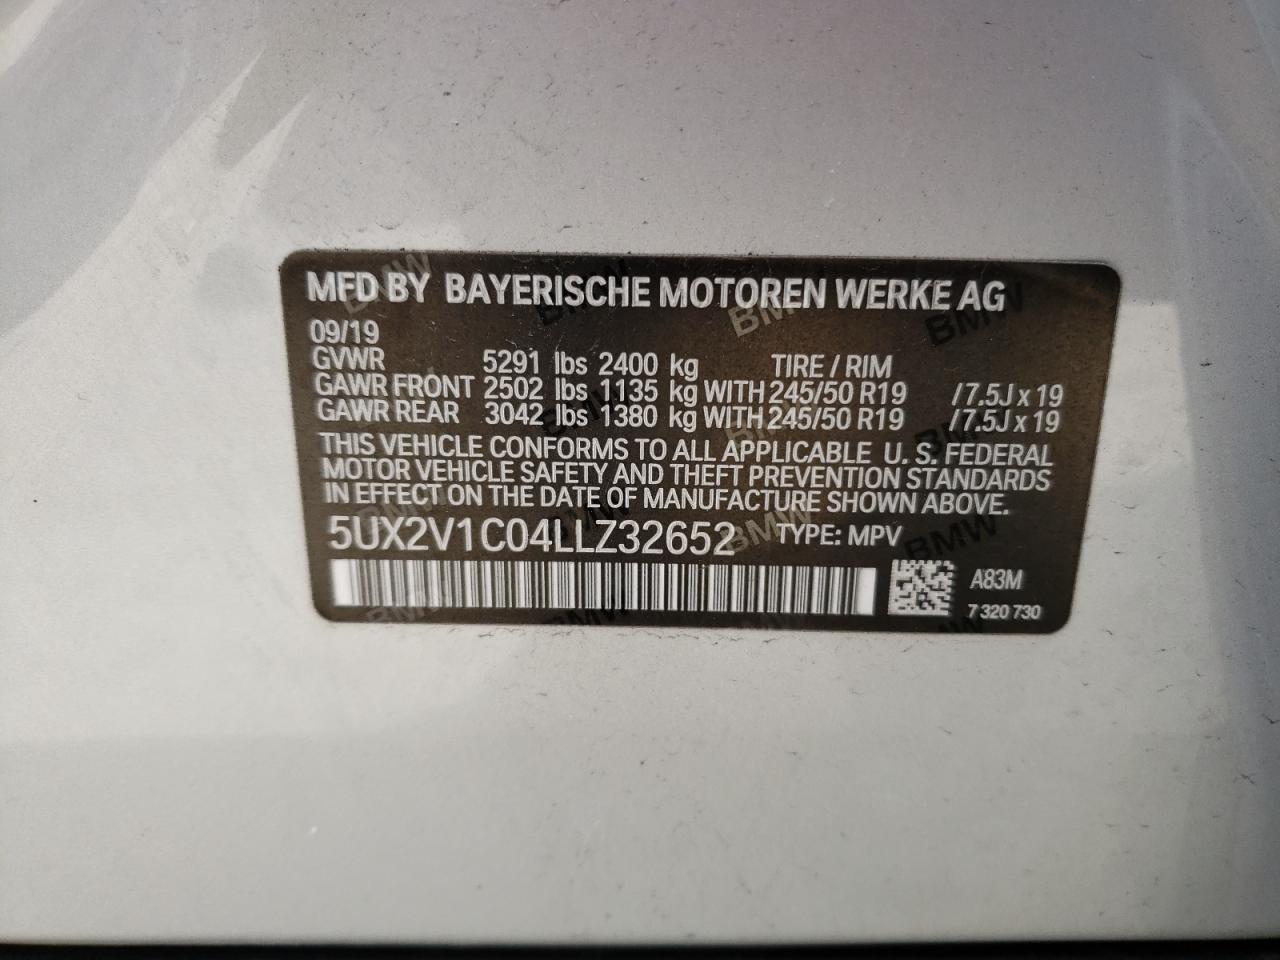 MFD BY BAYERISCHE MOTOREN WERKE AG
09/19
GVWR 5291 lbs 2400 kg TIRE / RIM
GAWR FRONT 2502 lbs 1135 kg WITH 245/50 R19 /7.5J x 19
GAWR REAR 3042 lbs 1380 kg WITH 245/50 R19 /7.5J x 19
THIS VEHICLE CONFORMS TO ALL APPLICABLE U. S. FEDERAL
MOTOR VEHICLE SAFETY AND THEFT PREVENTION STANDARDS
IN EFFECT ON THE DATE OF MANUFACTURE SHOWN ABOVE.
5UX2V1C04LLZ32652 TYPE: MPV
A83M
7 320 730